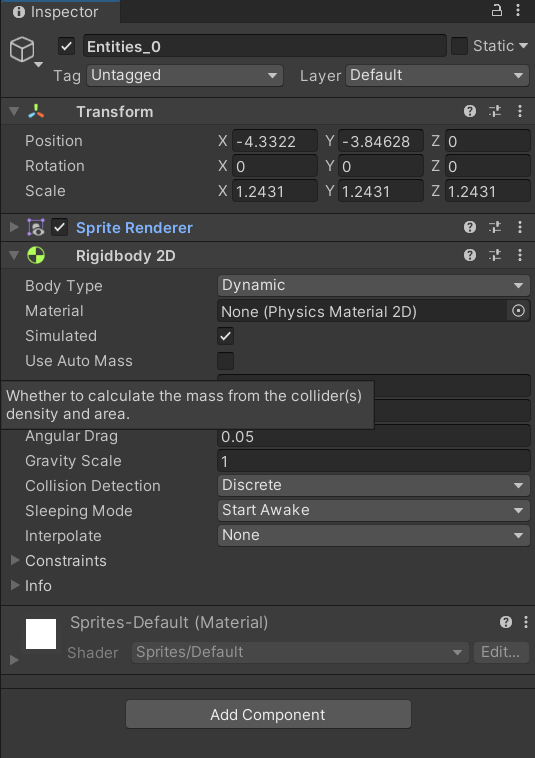 Inspector
Entities_0
Static
Tag Untagged Layer Default
Transform
Position X -4.3322 Y -3.84628 Z 0
Rotation X 0 Y 0 Z 0
Scale X 1.2431 Y 1.2431 Z 1.2431
Sprite Renderer
Rigidbody 2D
Body Type Dynamic
Material None (Physics Material 2D)
Simulated
Use Auto Mass
Whether to calculate the mass from the collider(s)
density and area.
Angular Drag 0.05
Gravity Scale 1
Collision Detection Discrete
Sleeping Mode Start Awake
Interpolate None
Constraints
Info
Sprites-Default (Material)
Shader Sprites/Default Edit...
Add Component